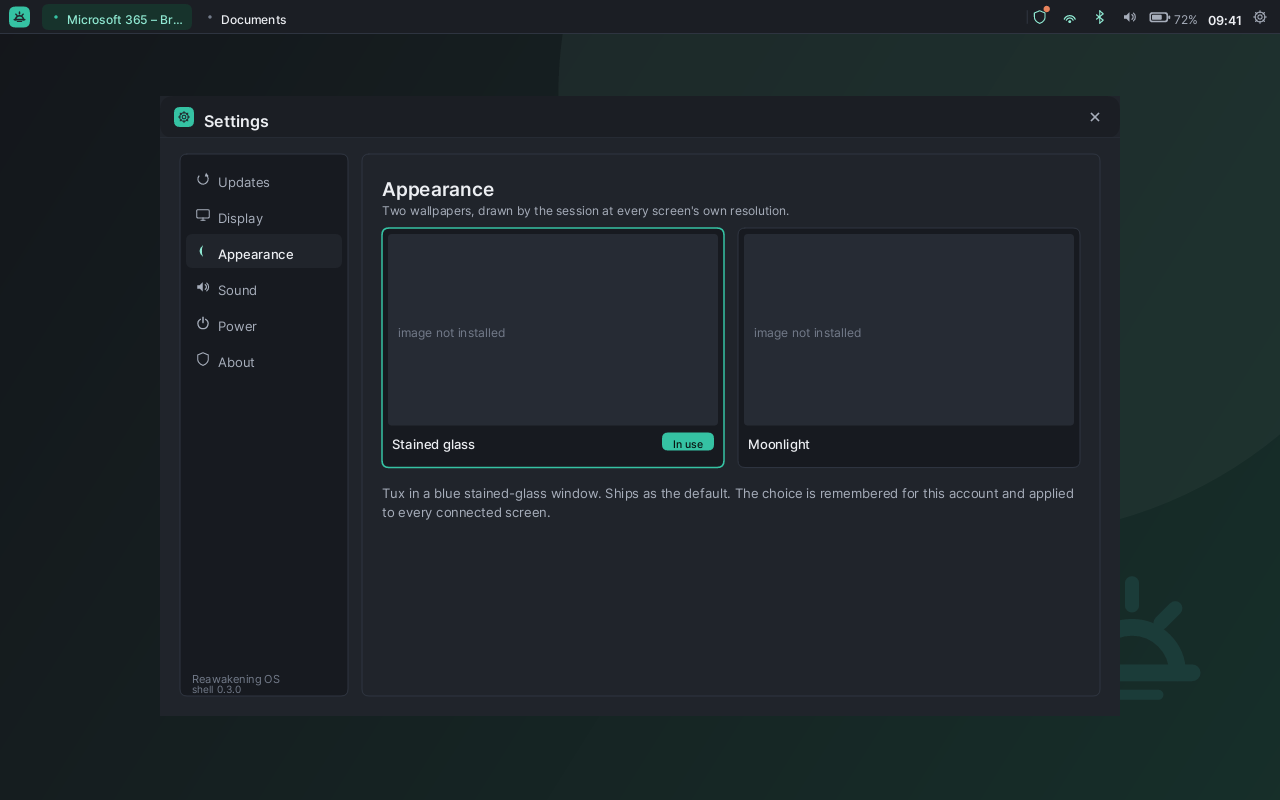 Microsoft 365 – Br...
Documents
72%
09:41
Settings
Updates
Display
Appearance
Sound
Power
About
Reawakening OS
shell 0.3.0
Appearance
Two wallpapers, drawn by the session at every screen's own resolution.
image not installed
image not installed
Stained glass
In use
Moonlight
Tux in a blue stained-glass window. Ships as the default. The choice is remembered for this account and applied
to every connected screen.